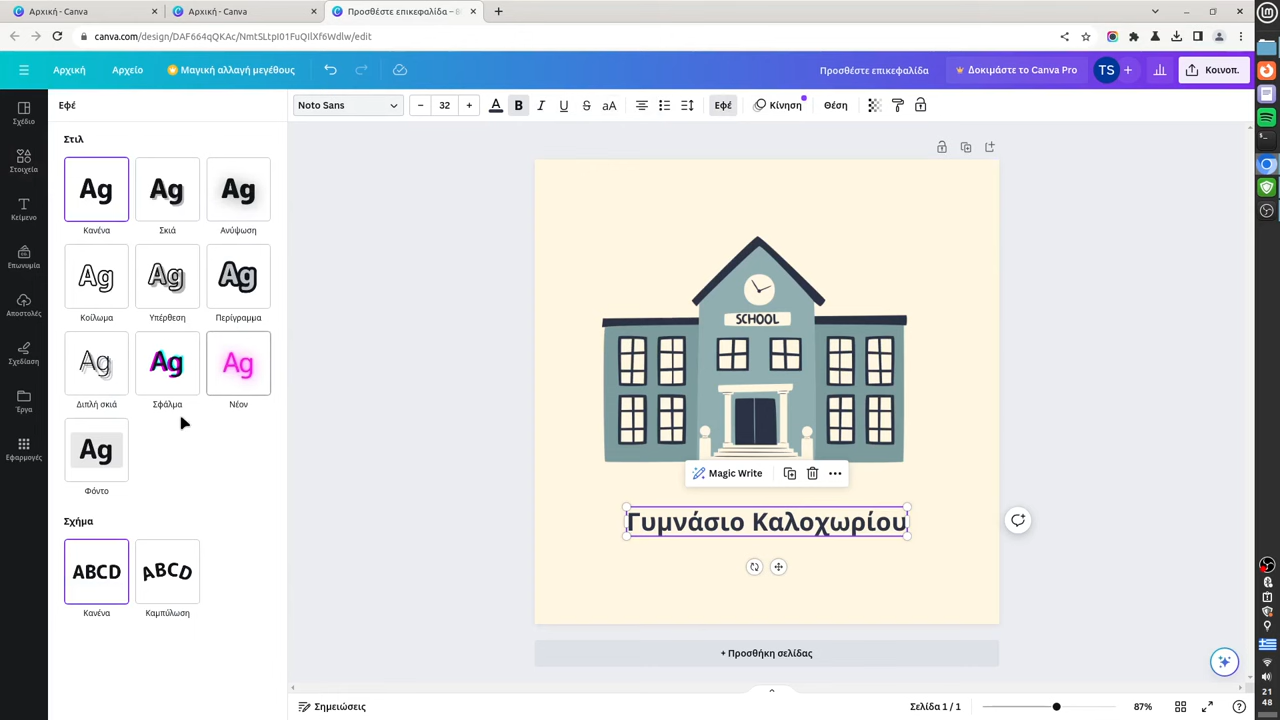 Αρχική - Canva
Αρχική - Canva
Προσθέστε επικεφαλίδα –
canva.com/design/DAF664qQKAc/NmtSLtpI01FuQIlXf6Wdlw/edit
Αρχική
Αρχείο
Μαγική αλλαγή μεγέθους
Προσθέστε επικεφαλίδα
Δοκιμάστε το Canva Pro
TS
Κοινοπ.
Σχέδιο
Στοιχεία
Κείμενο
Επωνυμία
Αποστολές
Σχεδίαση
Έργα
Εφαρμογές
Εφέ
Noto Sans
32
A
B
I
U
S
aA
Εφέ
Κίνηση
Θέση
Στιλ
Ag Ag Ag
Κανένα Σκιά Ανύψωση
Ag Ag Ag
Κοίλωμα Υπέρθεση Περίγραμμα
Ag Ag Ag
Διπλή σκιά Σφάλμα Νέον
Ag
Φόντο
Σχήμα
ABCD ABCD
Κανένα Καμπύλωση
SCHOOL
Magic Write
Γυμνάσιο Καλοχωρίου
+ Προσθήκη σελίδας
Σημειώσεις
Σελίδα 1 / 1
87%
21
48